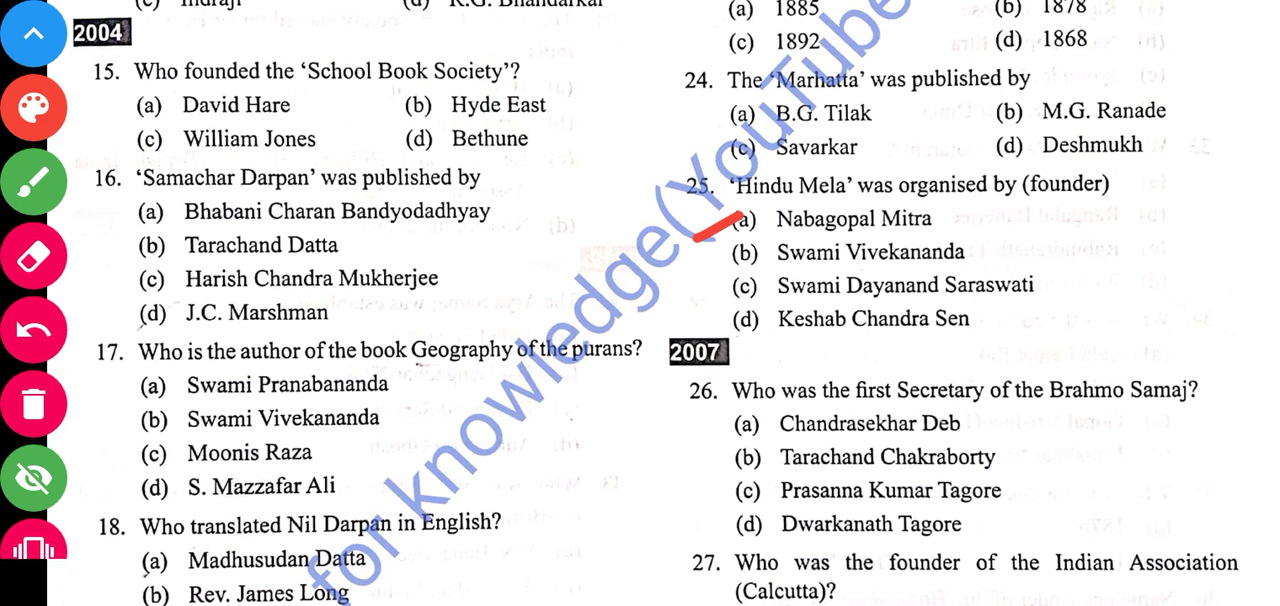 2004
15. Who founded the ‘School Book Society’?
(a) David Hare (b) Hyde East
(c) William Jones (d) Bethune
16. ‘Samachar Darpan’ was published by
(a) Bhabani Charan Bandyodadhyay
(b) Tarachand Datta
(c) Harish Chandra Mukherjee
(d) J.C. Marshman
17. Who is the author of the book Geography of the purans?
(a) Swami Pranabananda
(b) Swami Vivekananda
(c) Moonis Raza
(d) S. Mazzafar Ali
18. Who translated Nil Darpan in English?
(a) Madhusudan Datta
(b) Rev. James Long
(a) 1885 (b) 1878
(c) 1892 (d) 1868
24. The ‘Marhatta’ was published by
(a) B.G. Tilak (b) M.G. Ranade
(c) Savarkar (d) Deshmukh
25. ‘Hindu Mela’ was organised by (founder)
(a) Nabagopal Mitra
(b) Swami Vivekananda
(c) Swami Dayanand Saraswati
(d) Keshab Chandra Sen
2007
26. Who was the first Secretary of the Brahmo Samaj?
(a) Chandrasekhar Deb
(b) Tarachand Chakraborty
(c) Prasanna Kumar Tagore
(d) Dwarkanath Tagore
27. Who was the founder of the Indian Association
(Calcutta)?
for knowledge(YouTube